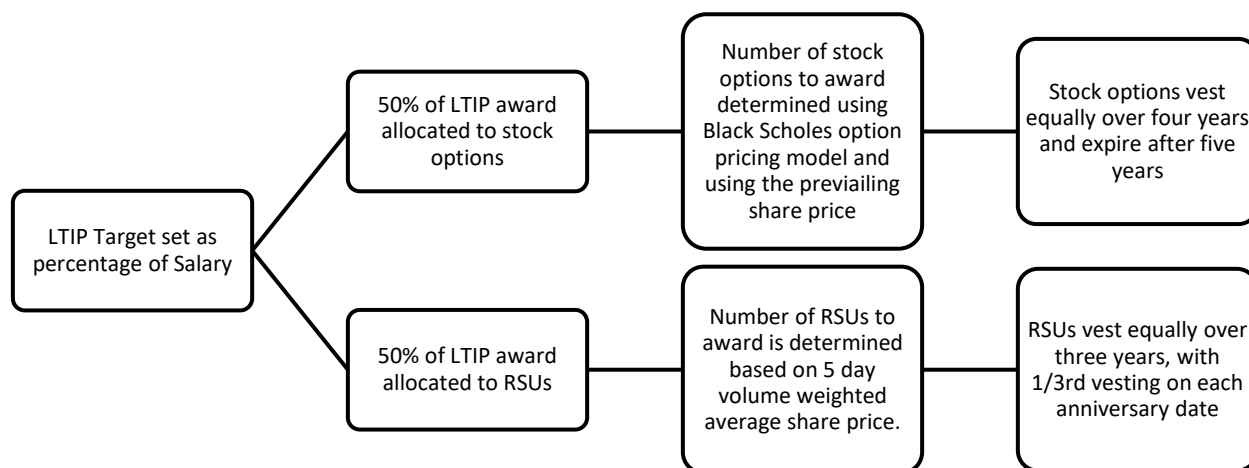 LTIP Target set as
percentage of Salary
50% of LTIP award
allocated to stock
options
Number of stock
options to award
determined using
Black Scholes option
pricing model and
using the previailing
share price
Stock options vest
equally over four years
and expire after five
years
50% of LTIP award
allocated to RSUs
Number of RSUs to
award is determined
based on 5 day
volume weighted
average share price.
RSUs vest equally over
three years, with
1/3rd vesting on each
anniversary date